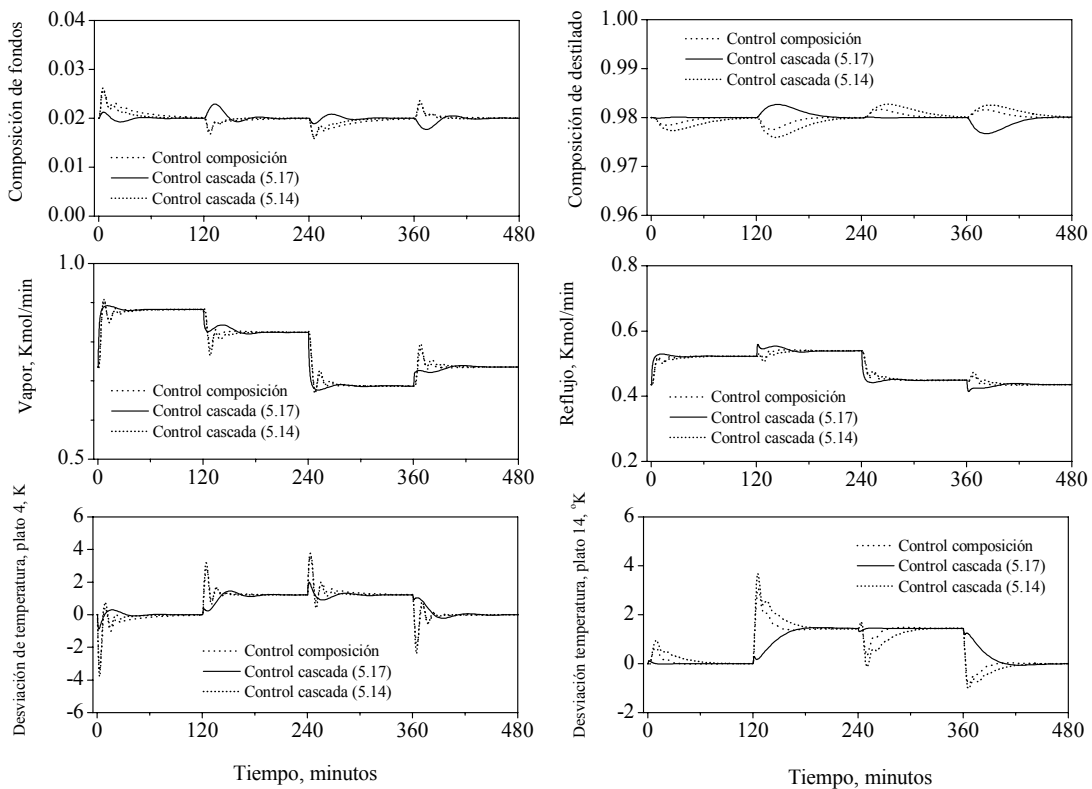 Composición de fondos
0.04
0.03
0.02
0.01
0.00
Control composición
Control cascada (5.17)
Control cascada (5.14)
0 120 240 360 480
Composición de destilado
1.00
0.99
0.98
0.97
0.96
Control composición
Control cascada (5.17)
Control cascada (5.14)
0 120 240 360 480
Vapor, Kmol/min
1.0
0.5
Control composición
Control cascada (5.17)
Control cascada (5.14)
0 120 240 360 480
Reflujo, Kmol/min
0.8
0.6
0.4
0.2
Control composición
Control cascada (5.17)
Control cascada (5.14)
0 120 240 360 480
Desviación de temperatura, plato 4, K
6
4
2
0
-2
-4
-6
Control composición
Control cascada (5.17)
Control cascada (5.14)
0 120 240 360 480
Tiempo, minutos
Desviación temperatura, plato 14, °K
6
4
2
0
-2
Control composición
Control cascada (5.17)
Control cascada (5.14)
0 120 240 360 480
Tiempo, minutos